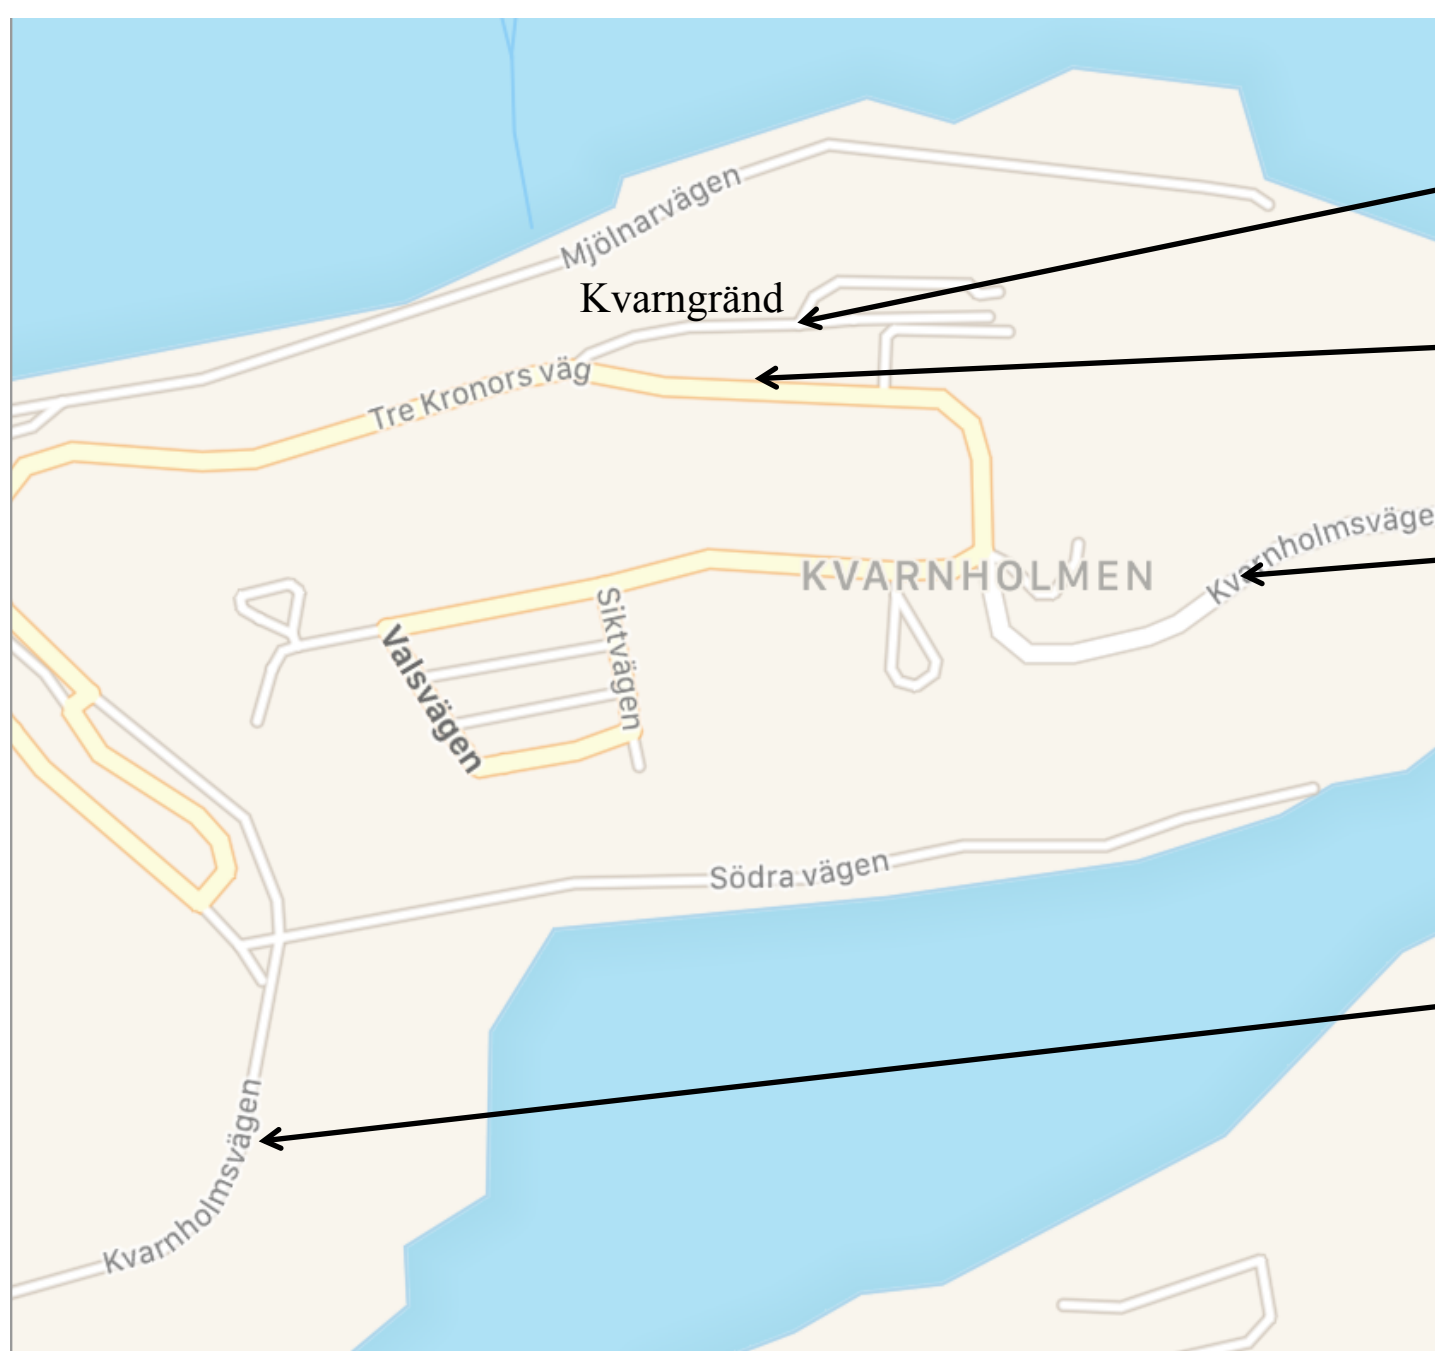 Mjölnarvägen
Kvarngränd
Tre Kronors väg
Kvarnholmsväge
KVARNHOLMEN
Siktvägen
Valsvägen
Södra vägen
Kvarnholmsvägen